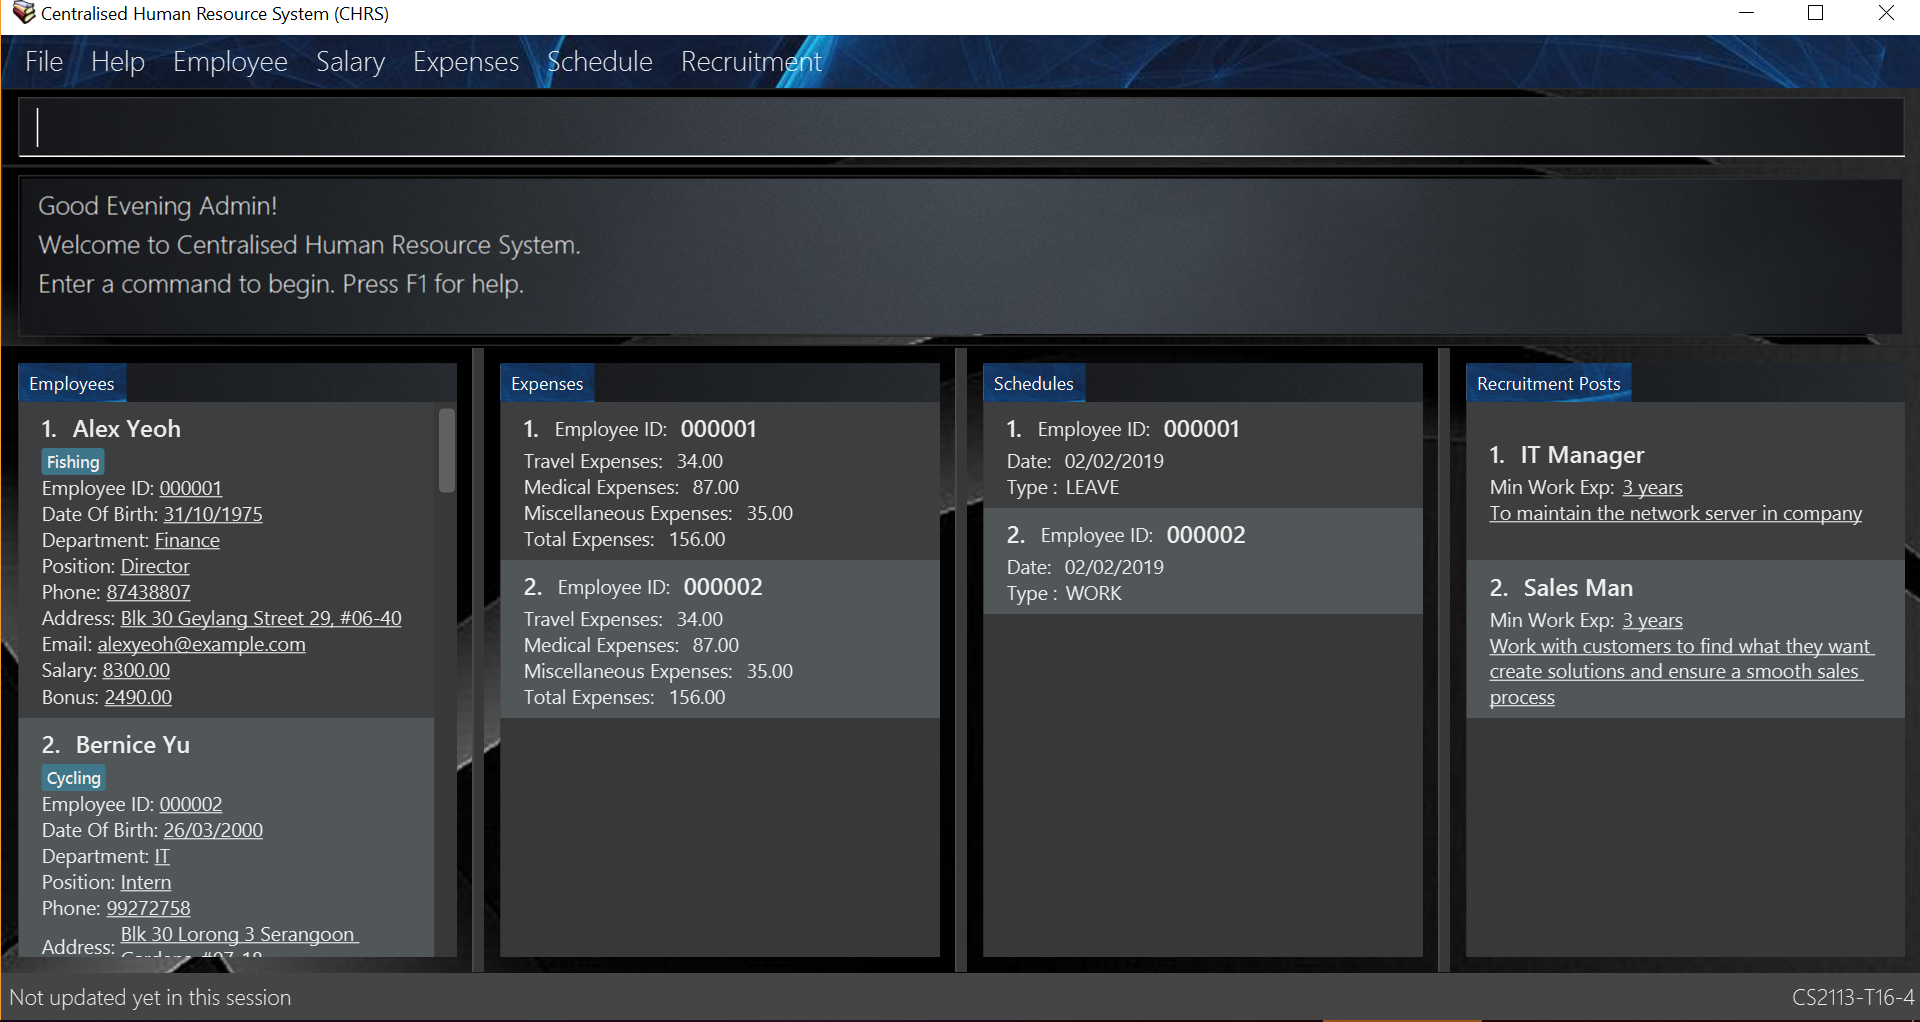 Centralised Human Resource System (CHRS)
File Help Employee Salary Expenses Schedule Recruitment
Good Evening Admin!
Welcome to Centralised Human Resource System.
Enter a command to begin. Press F1 for help.
Employees
1. Alex Yeoh
Fishing
Employee ID: 000001
Date Of Birth: 31/10/1975
Department: Finance
Position: Director
Phone: 87438807
Address: Blk 30 Geylang Street 29, #06-40
Email: alexyeoh@example.com
Salary: 8300.00
Bonus: 2490.00
2. Bernice Yu
Cycling
Employee ID: 000002
Date Of Birth: 26/03/2000
Department: IT
Position: Intern
Phone: 99272758
Address: Blk 30 Lorong 3 Serangoon
Expenses
1. Employee ID: 000001
Travel Expenses: 34.00
Medical Expenses: 87.00
Miscellaneous Expenses: 35.00
Total Expenses: 156.00
2. Employee ID: 000002
Travel Expenses: 34.00
Medical Expenses: 87.00
Miscellaneous Expenses: 35.00
Total Expenses: 156.00
Schedules
1. Employee ID: 000001
Date: 02/02/2019
Type : LEAVE
2. Employee ID: 000002
Date: 02/02/2019
Type : WORK
Recruitment Posts
1. IT Manager
Min Work Exp: 3 years
To maintain the network server in company
2. Sales Man
Min Work Exp: 3 years
Work with customers to find what they want
create solutions and ensure a smooth sales
process
Not updated yet in this session
CS2113-T16-4